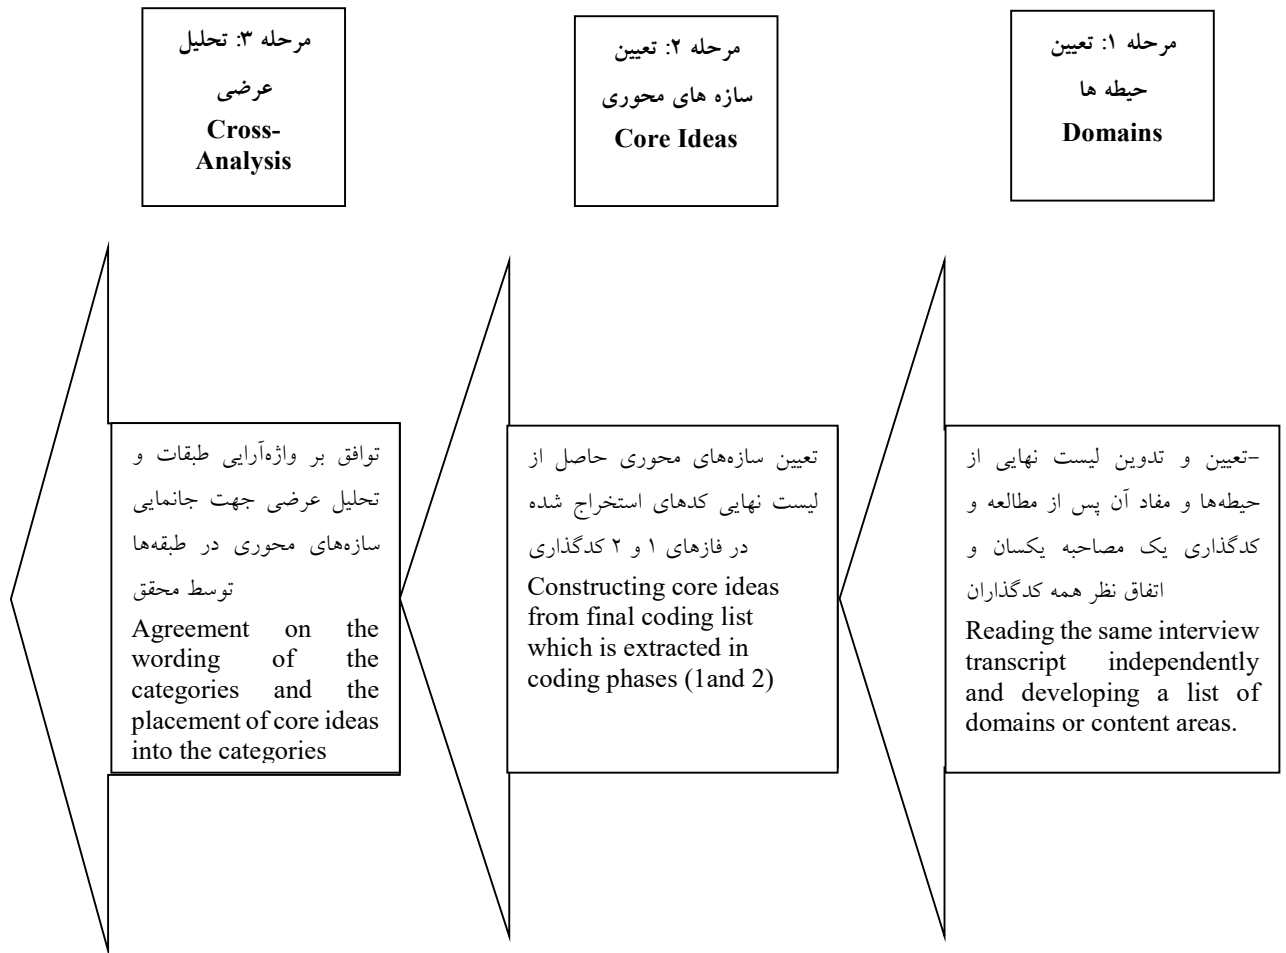 مرحله ۱: تعیین
حیطه ها
Domains
مرحله ۲: تعیین
سازه های محوری
Core Ideas
مرحله ۳: تحلیل
عرضی
Cross-
Analysis
-تعیین و تدوین لیست نهایی از
حیطه‌ها و مفاد آن پس از مطالعه و
کدگذاری یک مصاحبه یکسان و
اتفاق نظر همه کدگذاران
Reading the same interview
transcript independently
and developing a list of
domains or content areas.
تعیین سازه‌های محوری حاصل از
لیست نهایی کدهای استخراج شده
در فازهای ۱ و ۲ کدگذاری
Constructing core ideas
from final coding list
which is extracted in
coding phases (1and 2)
توافق بر واژه‌آرایی طبقات و
تحلیل عرضی جهت جانمایی
سازه‌های محوری در طبقه‌ها
توسط محقق
Agreement on the
wording of the
categories and the
placement of core ideas
into the categories